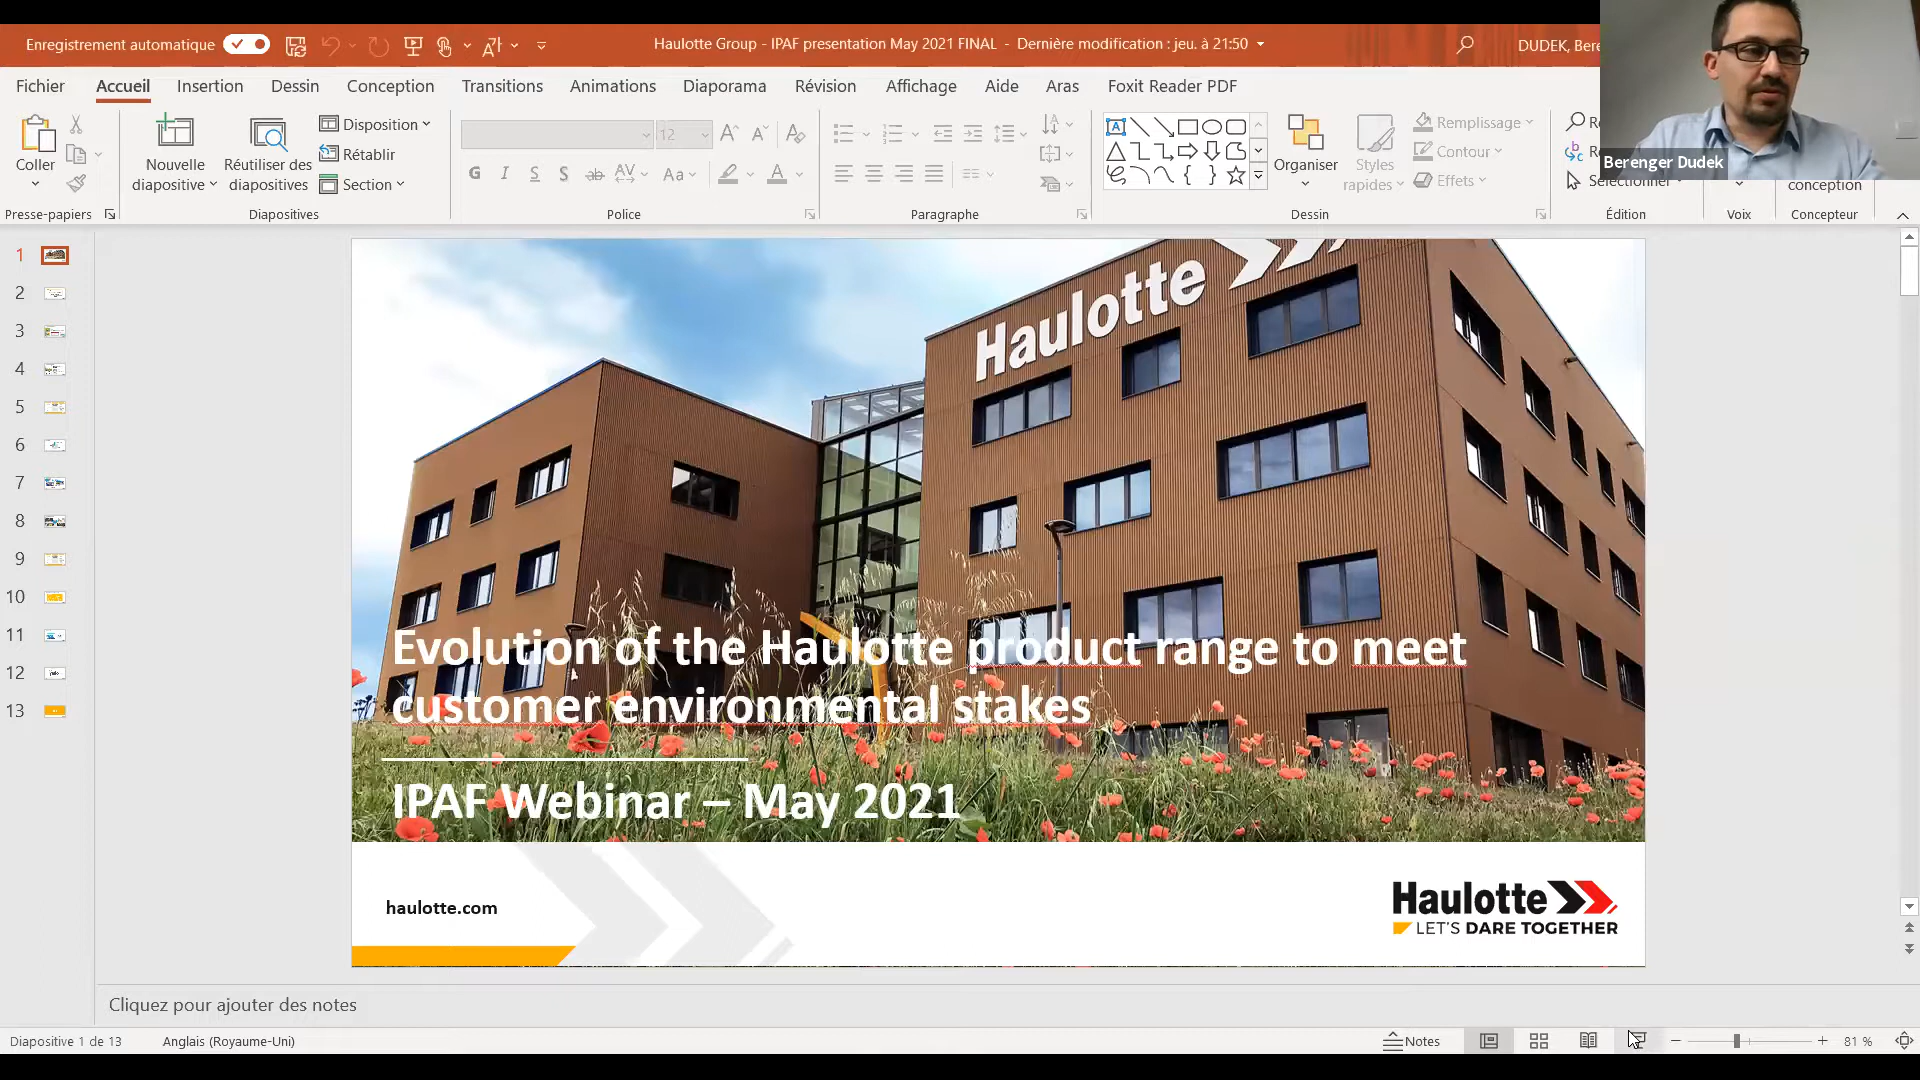 Enregistrement automatique
Haulotte Group - IPAF presentation May 2021 FINAL - Dernière modification : jeu. à 21:50
DUDEK, Bere
Fichier Accueil Insertion Dessin Conception Transitions Animations Diaporama Révision Affichage Aide Aras Foxit Reader PDF
Coller
Presse-papiers
Nouvelle diapositive
Réutiliser des diapositives
Disposition
Rétablir
Section
Diapositives
12
G I S S ab AV Aa A
Police
Paragraphe
Organiser
Styles rapides
Remplissage
Contour
Effets
Dessin
Sélectionner
Édition
Voix
conception
Concepteur
Berenger Dudek
1
2
3
4
5
6
7
8
9
10
11
12
13
Haulotte
Evolution of the Haulotte product range to meet
customer environmental stakes
IPAF Webinar – May 2021
haulotte.com
Haulotte
LET'S DARE TOGETHER
Cliquez pour ajouter des notes
Diapositive 1 de 13 Anglais (Royaume-Uni) Notes 81 %